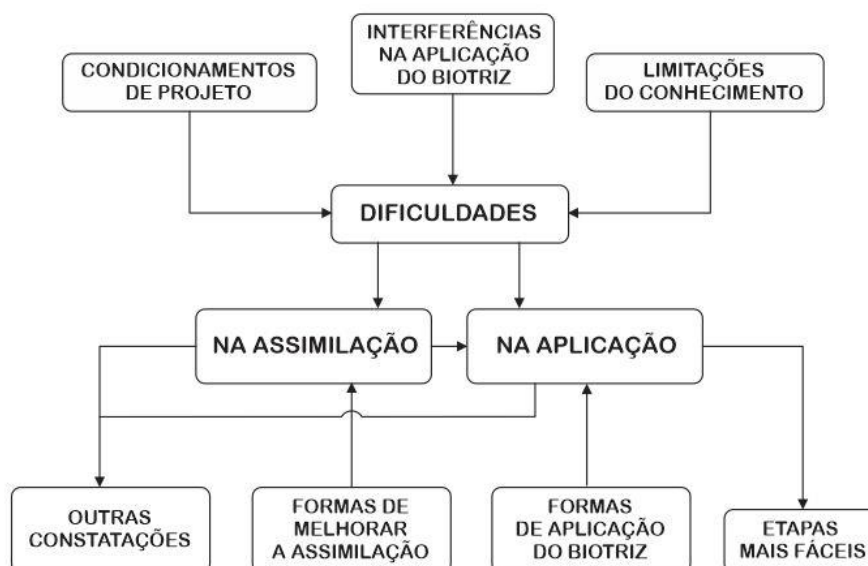 CONDICIONAMENTOS
DE PROJETO
INTERFERÊNCIAS
NA APLICAÇÃO
DO BIOTRIZ
LIMITAÇÕES
DO CONHECIMENTO
DIFICULDADES
NA ASSIMILAÇÃO
NA APLICAÇÃO
OUTRAS
CONSTATAÇÕES
FORMAS DE
MELHORAR
A ASSIMILAÇÃO
FORMAS
DE APLICAÇÃO
DO BIOTRIZ
ETAPAS
MAIS FÁCEIS